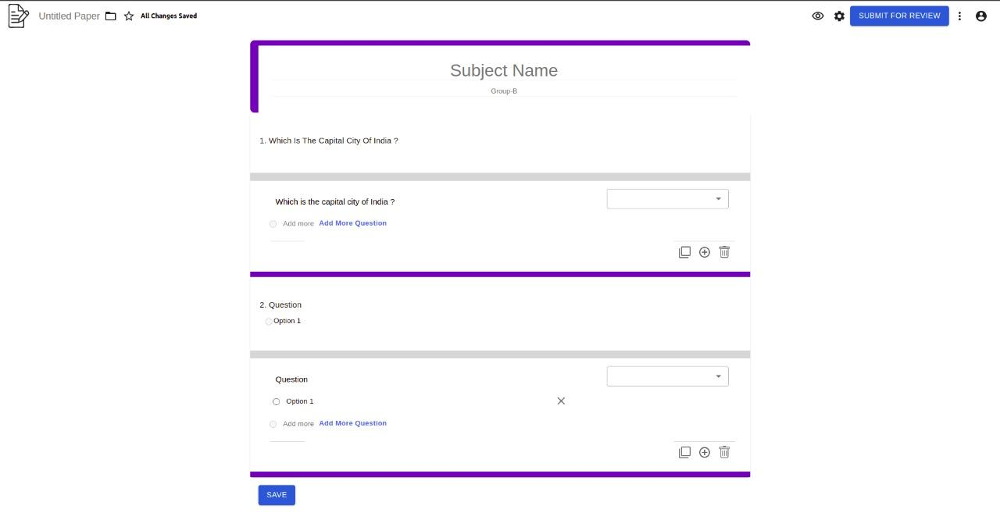 Untitled Paper All Changes Saved SUBMIT FOR REVIEW
Subject Name
Group-B
1. Which Is The Capital City Of India ?
Which is the capital city of India ?
Add more Add More Question
2. Question
Option 1
Question
Option 1
Add more Add More Question
SAVE